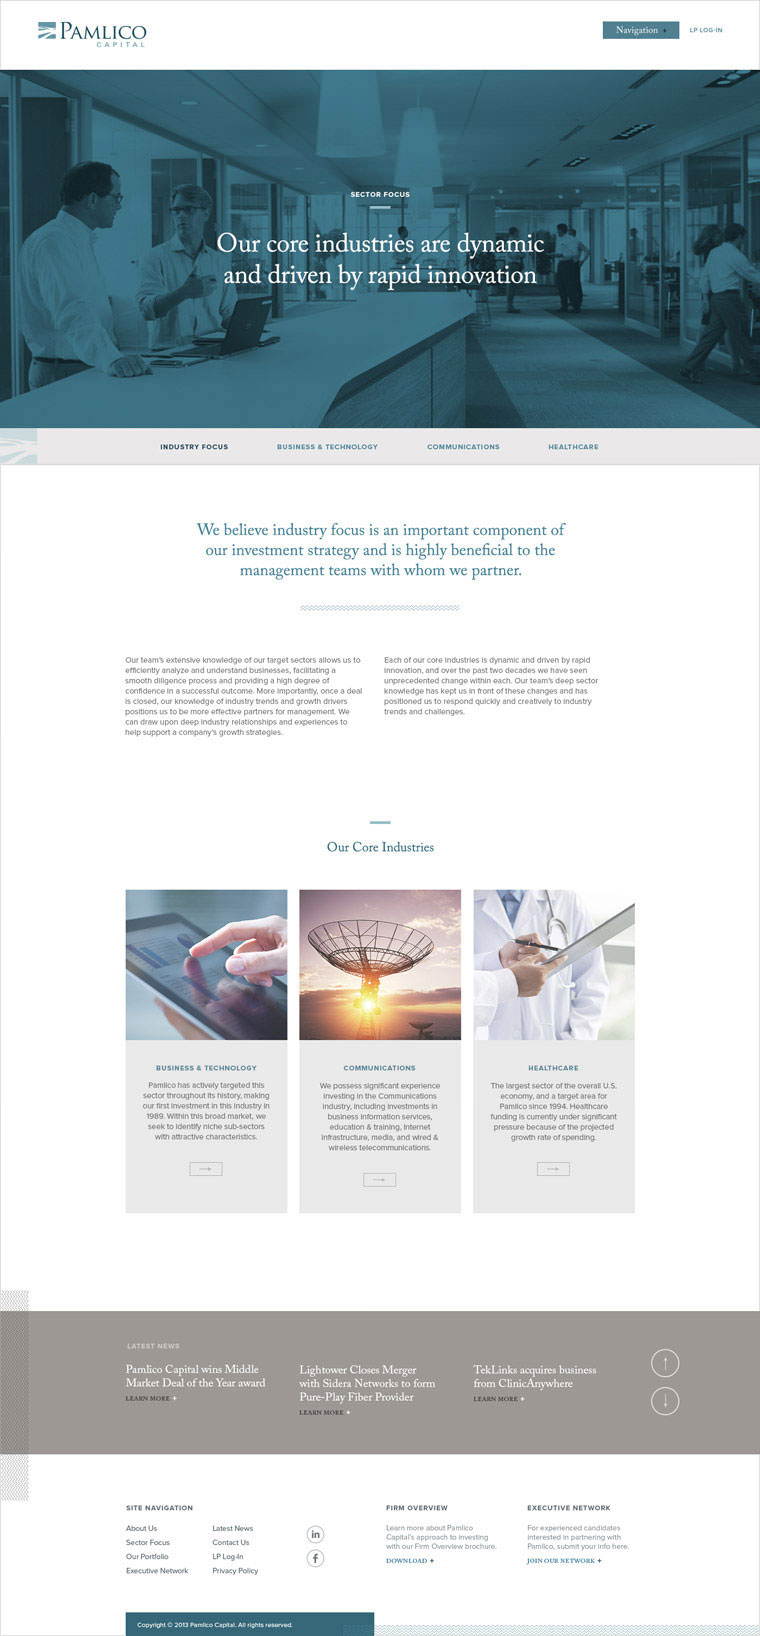 PAMLICO
CAPITAL
Navigation +
LP LOG-IN
SECTOR FOCUS
Our core industries are dynamic
and driven by rapid innovation
INDUSTRY FOCUS
BUSINESS & TECHNOLOGY
COMMUNICATIONS
HEALTHCARE
We believe industry focus is an important component of
our investment strategy and is highly beneficial to the
management teams with whom we partner.
Our team's extensive knowledge of our target sectors allows us to
efficiently analyze and understand businesses, facilitating a
smooth diligence process and providing a high degree of
confidence in a successful outcome. More importantly, once a deal
is closed, our knowledge of industry trends and growth drivers
positions us to be more effective partners for management. We
can draw upon deep industry relationships and experiences to
help support a company's growth strategies.
Each of our core industries is dynamic and driven by rapid
innovation, and over the past two decades we have seen
unprecedented change within each. Our team's deep sector
knowledge has kept us in front of these changes and has
positioned us to respond quickly and creatively to industry
trends and challenges.
Our Core Industries
BUSINESS & TECHNOLOGY
Pamlico has actively targeted this
sector throughout its history, making
our first investment in this industry in
1989. Within this broad market, we
seek to identify niche sub-sectors
with attractive characteristics.
COMMUNICATIONS
We possess significant experience
investing in the Communications
industry, including investments in
business information services,
education & training, Internet
infrastructure, media, and wired &
wireless telecommunications.
HEALTHCARE
The largest sector of the overall U.S.
economy, and a target area for
Pamlico since 1994. Healthcare
funding is currently under significant
pressure because of the projected
growth rate of spending.
LATEST NEWS
Pamlico Capital wins Middle
Market Deal of the Year award
LEARN MORE +
Lightower Closes Merger
with Sidera Networks to form
Pure-Play Fiber Provider
LEARN MORE +
TekLinks acquires business
from ClinicAnywhere
LEARN MORE +
SITE NAVIGATION
About Us
Sector Focus
Our Portfolio
Executive Network
Latest News
Contact Us
LP Log-In
Privacy Policy
in
f
FIRM OVERVIEW
Learn more about Pamlico
Capital's approach to investing
with our Firm Overview brochure.
DOWNLOAD +
EXECUTIVE NETWORK
For experienced candidates
interested in partnering with
Pamlico, submit your info here.
JOIN OUR NETWORK +
Copyright © 2013 Pamlico Capital. All rights reserved.